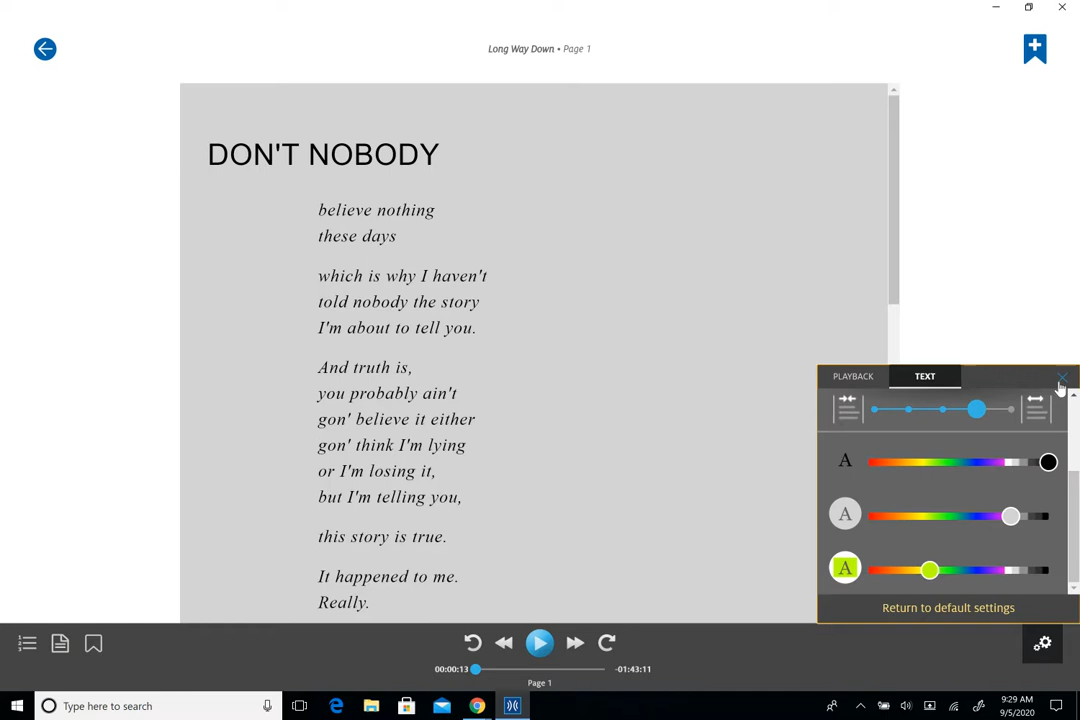 Long Way Down • Page 1
DON'T NOBODY
believe nothing
these days
which is why I haven't
told nobody the story
I'm about to tell you.
And truth is,
you probably ain't
gon' believe it either
gon' think I'm lying
or I'm losing it,
but I'm telling you,
this story is true.
It happened to me.
Really.
PLAYBACK TEXT
A
A
A
Return to default settings
00:00:13 -01:43:11
Page 1
Type here to search
9:29 AM
9/5/2020